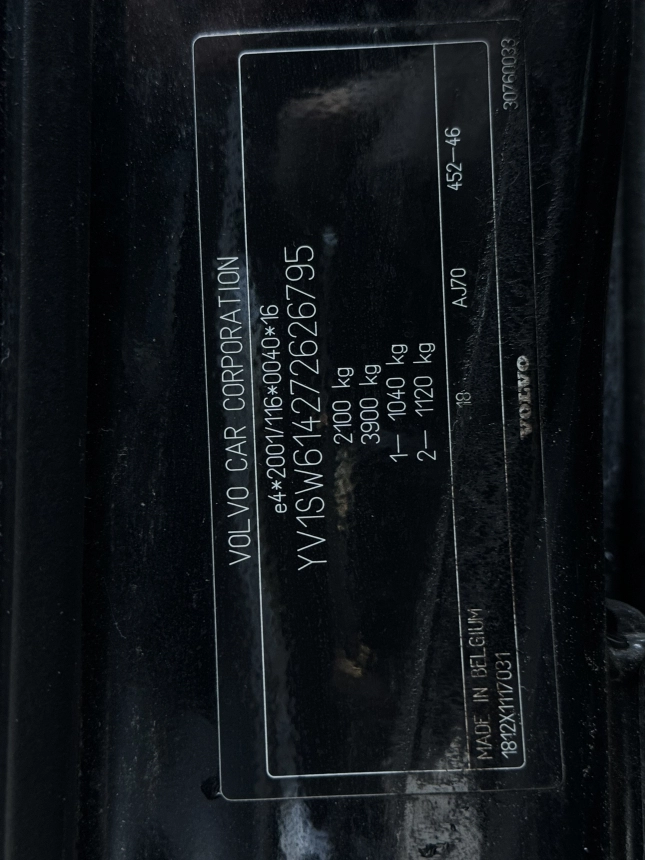 VOLVO CAR CORPORATION
e4*2001/116*0040*16
YV1SW614272626795
2100 kg
3900 kg
1– 1040 kg
2– 1120 kg
MADE IN BELGIUM 18 AJ70 452–46
1812X1117031
VOLVO 30760033